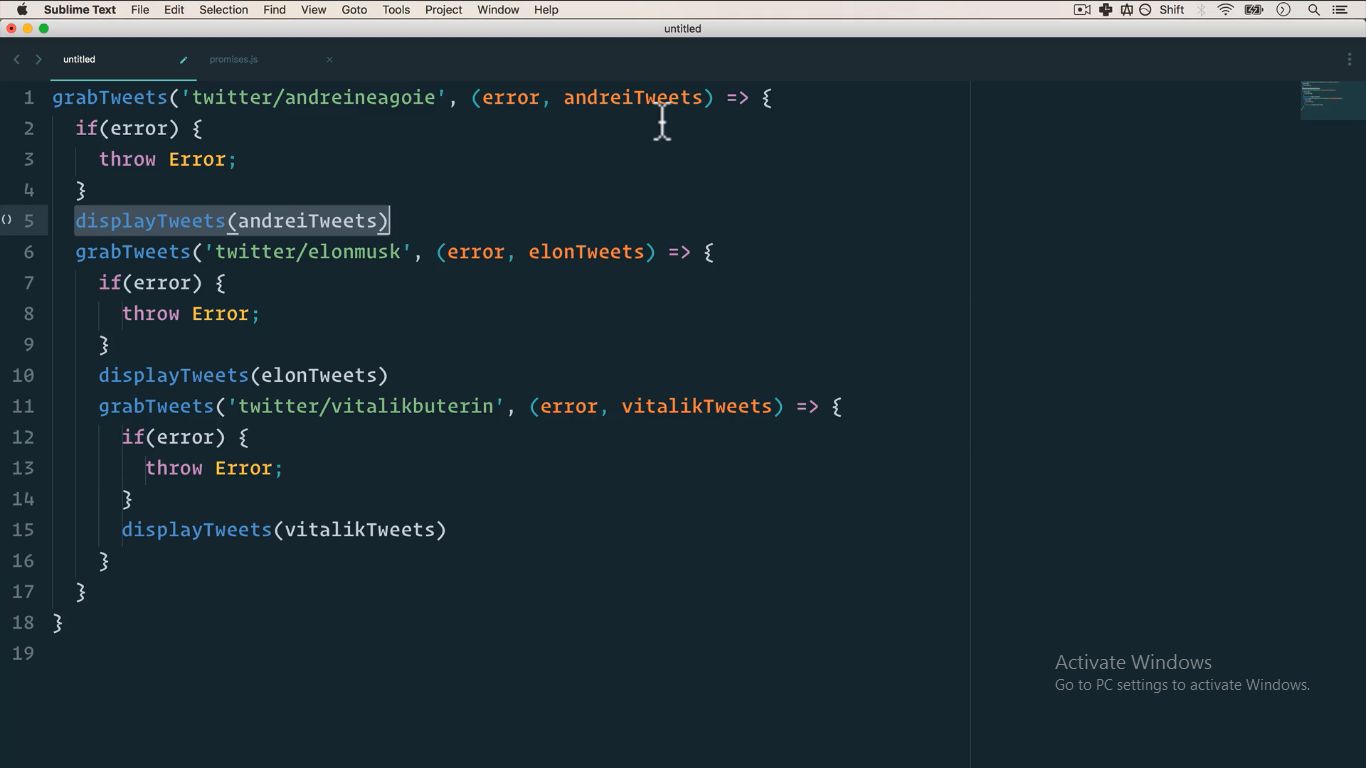 Sublime Text File Edit Selection Find View Goto Tools Project Window Help Shift
untitled
untitled promises.js ×
1 grabTweets('twitter/andreineagoie', (error, andreiTweets) => {
2 if(error) {
3 throw Error;
4 }
() 5 displayTweets(andreiTweets)
6 grabTweets('twitter/elonmusk', (error, elonTweets) => {
7 if(error) {
8 throw Error;
9 }
10 displayTweets(elonTweets)
11 grabTweets('twitter/vitalikbuterin', (error, vitalikTweets) => {
12 if(error) {
13 throw Error;
14 }
15 displayTweets(vitalikTweets)
16 }
17 }
18 }
19
Activate Windows
Go to PC settings to activate Windows.